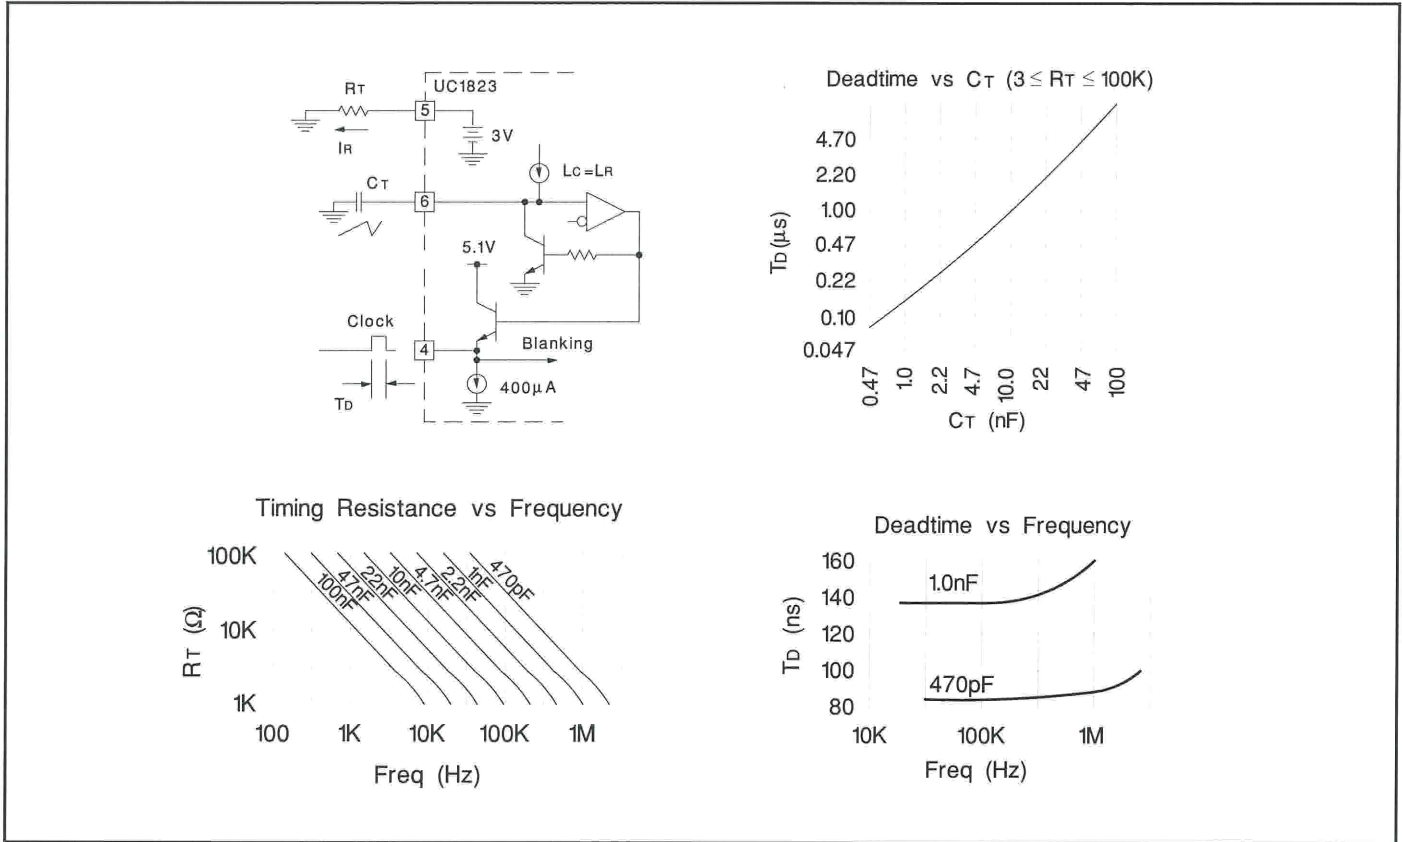 UC1823
RT
5
3V
IR
CT
6
LC=LR
5.1V
Clock
4
Blanking
400µA
TD
Deadtime vs CT (3 ≤ RT ≤ 100K)
4.70
2.20
1.00
0.47
0.22
0.10
0.047
TD (µs)
0.47 1.0 2.2 4.7 10.0 22 47 100
CT (nF)
Timing Resistance vs Frequency
100K
10K
1K
RT (Ω)
100nF 47nF 22nF 10nF 4.7nF 2.2nF 1nF 470pF
100 1K 10K 100K 1M
Freq (Hz)
Deadtime vs Frequency
160
140
120
100
80
TD (ns)
1.0nF
470pF
10K 100K 1M
Freq (Hz)